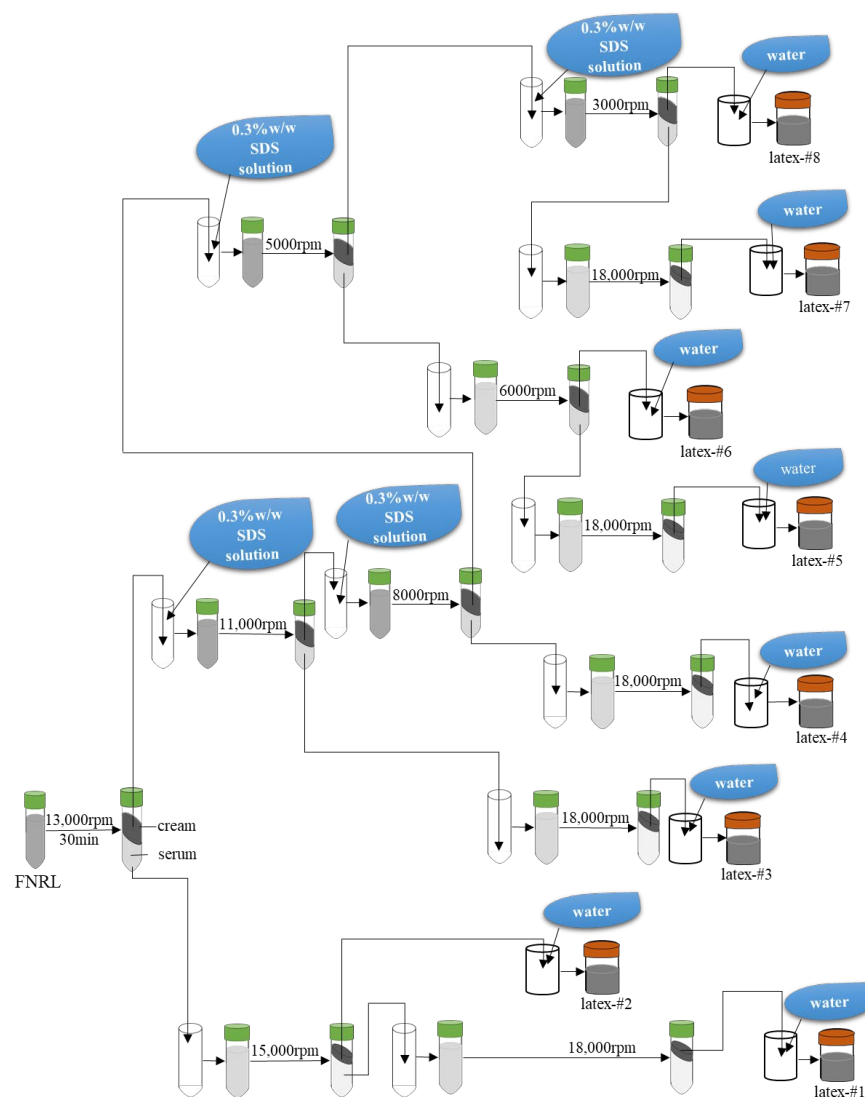 0.3%w/w
SDS
solution
water
3000rpm
latex-#8
0.3%w/w
SDS
solution
5000rpm
water
18,000rpm
latex-#7
water
6000rpm
latex-#6
water
18,000rpm
latex-#5
0.3%w/w
SDS
solution
0.3%w/w
SDS
solution
8000rpm
11,000rpm
water
18,000rpm
latex-#4
13,000rpm
30min
cream
serum
FNRL
water
18,000rpm
latex-#3
water
latex-#2
15,000rpm
18,000rpm
water
latex-#1